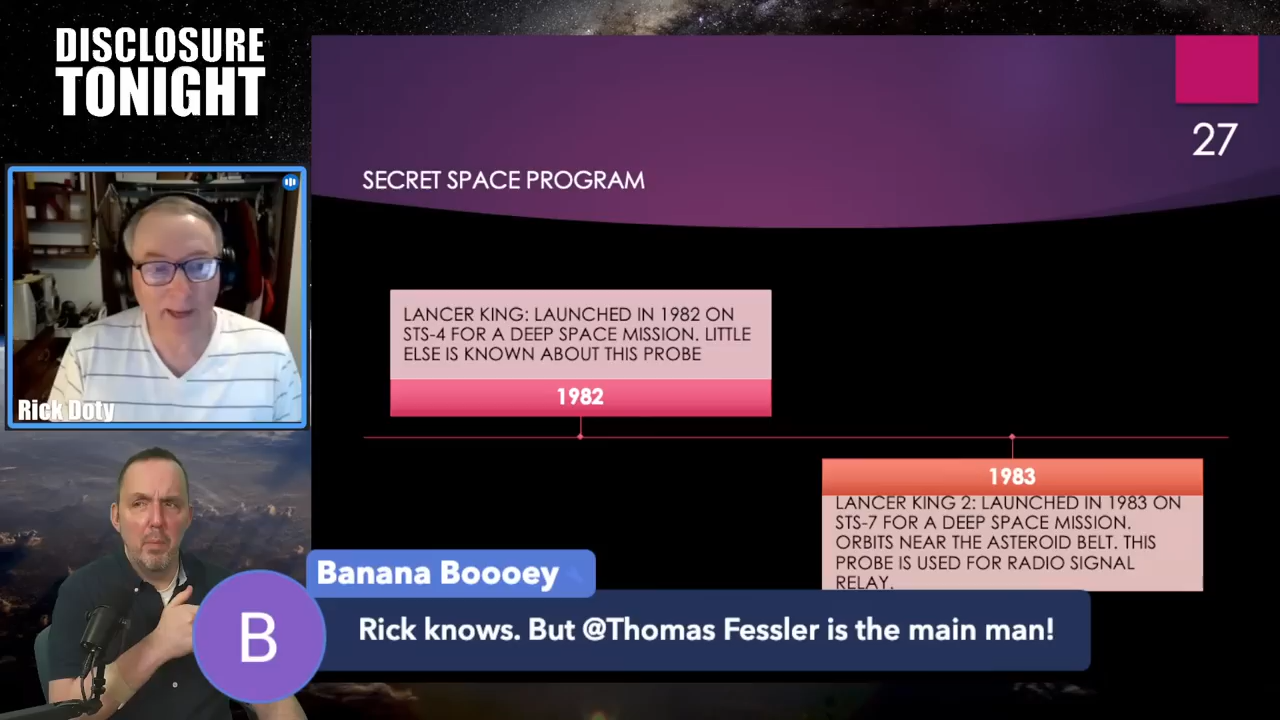 DISCLOSURE
TONIGHT
27
SECRET SPACE PROGRAM
Rick Doty
LANCER KING: LAUNCHED IN 1982 ON
STS-4 FOR A DEEP SPACE MISSION. LITTLE
ELSE IS KNOWN ABOUT THIS PROBE
1982
1983
LANCER KING 2: LAUNCHED IN 1983 ON
STS-7 FOR A DEEP SPACE MISSION.
ORBITS NEAR THE ASTEROID BELT. THIS
PROBE IS USED FOR RADIO SIGNAL
RELAY.
Banana Boooey
B
Rick knows. But @Thomas Fessler is the main man!